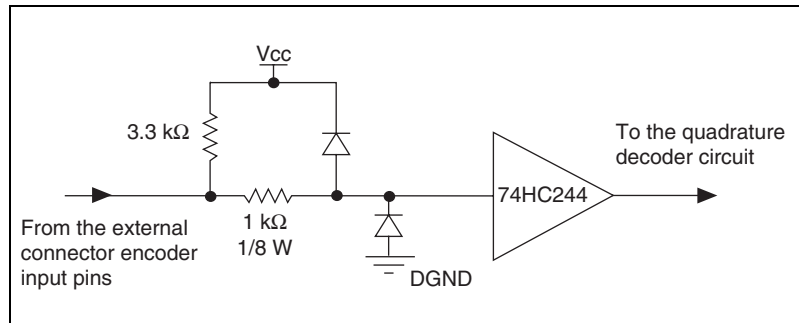 Vcc
3.3 kΩ
To the quadrature
decoder circuit
74HC244
From the external
connector encoder
input pins
1 kΩ
1/8 W
DGND